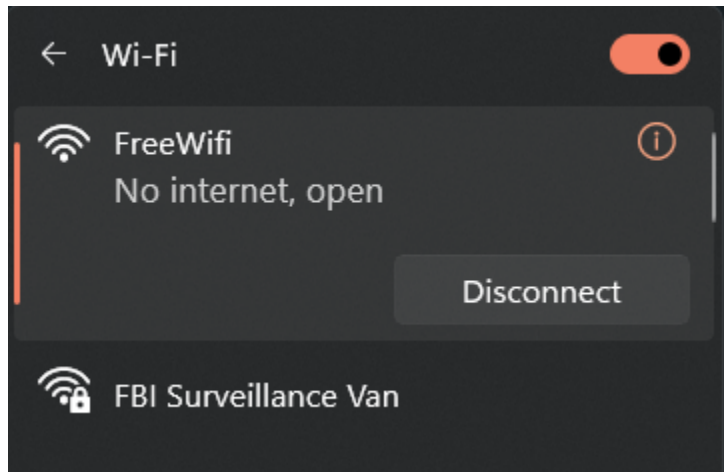 Wi-Fi
FreeWifi
No internet, open
Disconnect
FBI Surveillance Van